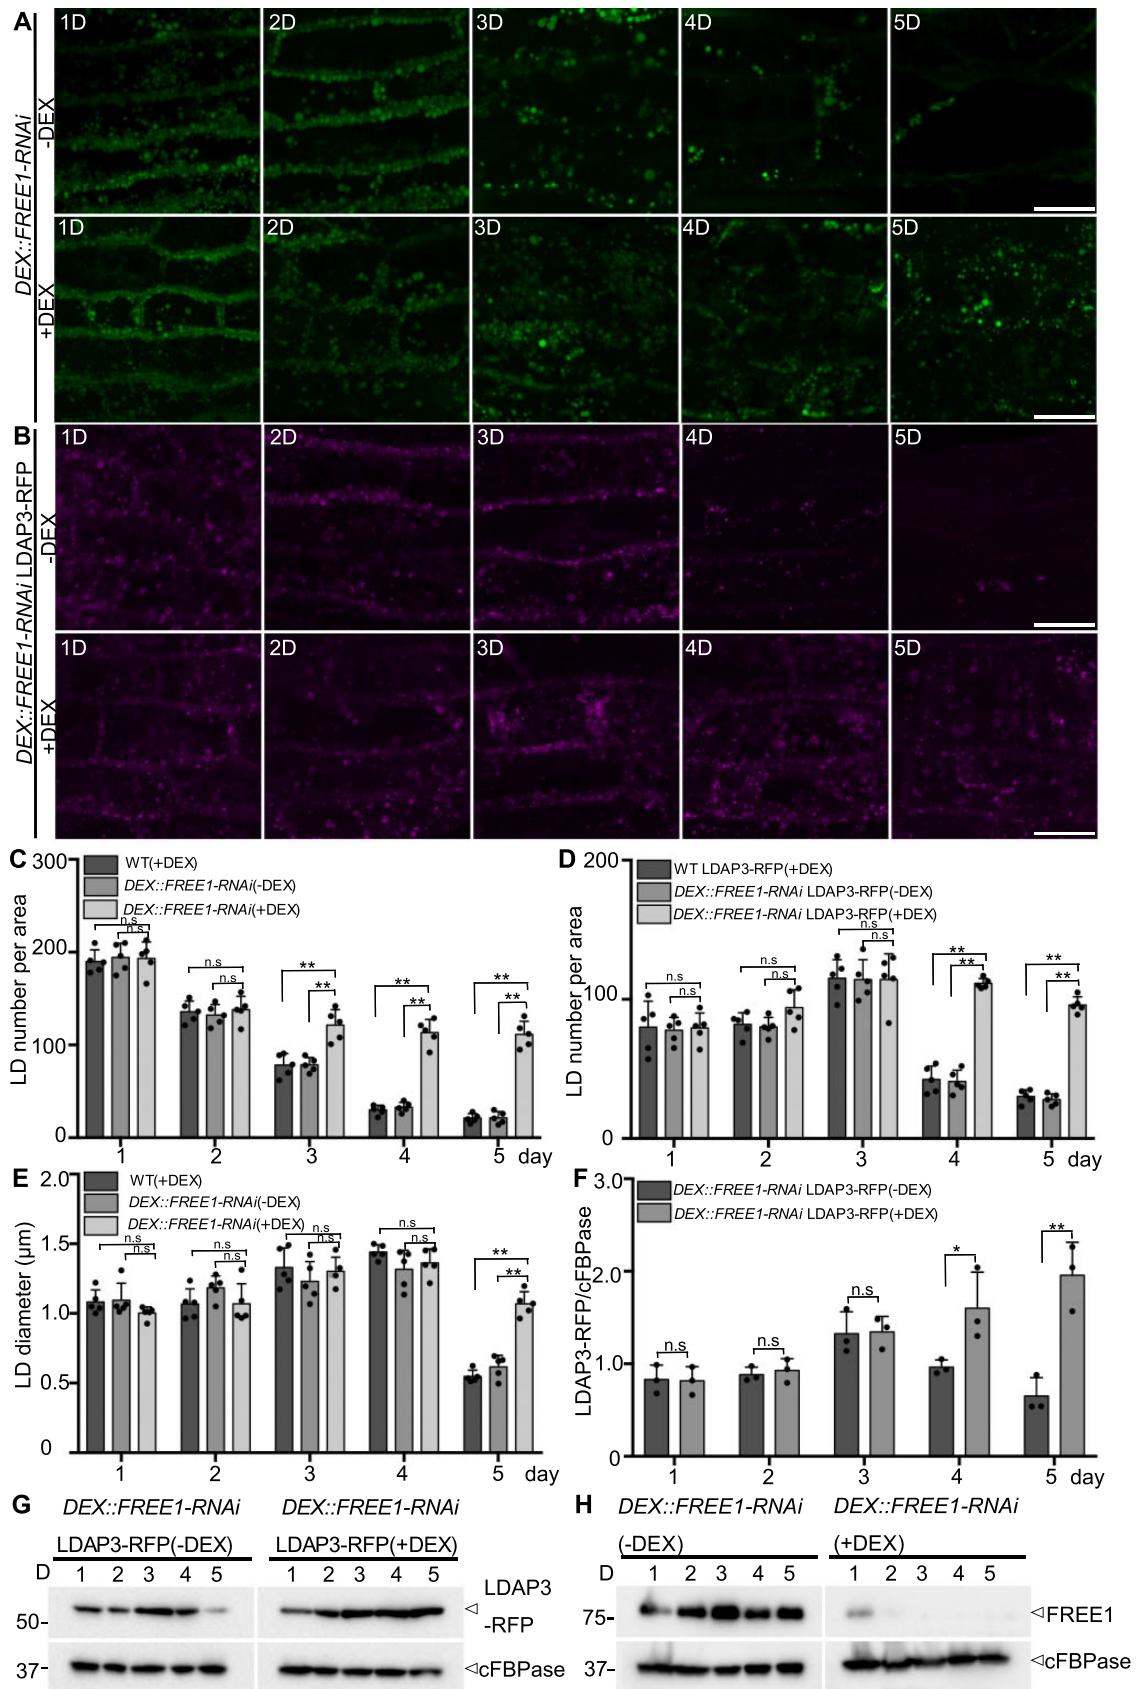 A
1D 2D 3D 4D 5D
DEX::FREE1-RNAi
-DEX
1D 2D 3D 4D 5D
+DEX
B
1D 2D 3D 4D 5D
DEX::FREE1-RNAi LDAP3-RFP
-DEX
1D 2D 3D 4D 5D
+DEX
C
LD number per area
300
200
100
0
WT(+DEX)
DEX::FREE1-RNAi(-DEX)
DEX::FREE1-RNAi(+DEX)
n.s
n.s
n.s
n.s
**
**
**
**
**
**
1 2 3 4 5 day
D
LD number per area
200
100
0
WT LDAP3-RFP(+DEX)
DEX::FREE1-RNAi LDAP3-RFP(-DEX)
DEX::FREE1-RNAi LDAP3-RFP(+DEX)
n.s
n.s
n.s
n.s
n.s
n.s
**
**
**
**
1 2 3 4 5 day
E
LD diameter (μm)
2.0
1.5
1.0
0.5
0
WT(+DEX)
DEX::FREE1-RNAi(-DEX)
DEX::FREE1-RNAi(+DEX)
n.s
n.s
n.s
n.s
n.s
n.s
n.s
n.s
**
**
1 2 3 4 5 day
F
LDAP3-RFP/cFBPase
3.0
2.0
1.0
0
DEX::FREE1-RNAi LDAP3-RFP(-DEX)
DEX::FREE1-RNAi LDAP3-RFP(+DEX)
n.s
n.s
n.s
*
**
1 2 3 4 5 day
G
DEX::FREE1-RNAi DEX::FREE1-RNAi
LDAP3-RFP(-DEX) LDAP3-RFP(+DEX)
D 1 2 3 4 5 1 2 3 4 5
LDAP3
-RFP
50-
37-
cFBPase
H
DEX::FREE1-RNAi DEX::FREE1-RNAi
(-DEX) (+DEX)
D 1 2 3 4 5 1 2 3 4 5
75-
FREE1
37-
cFBPase